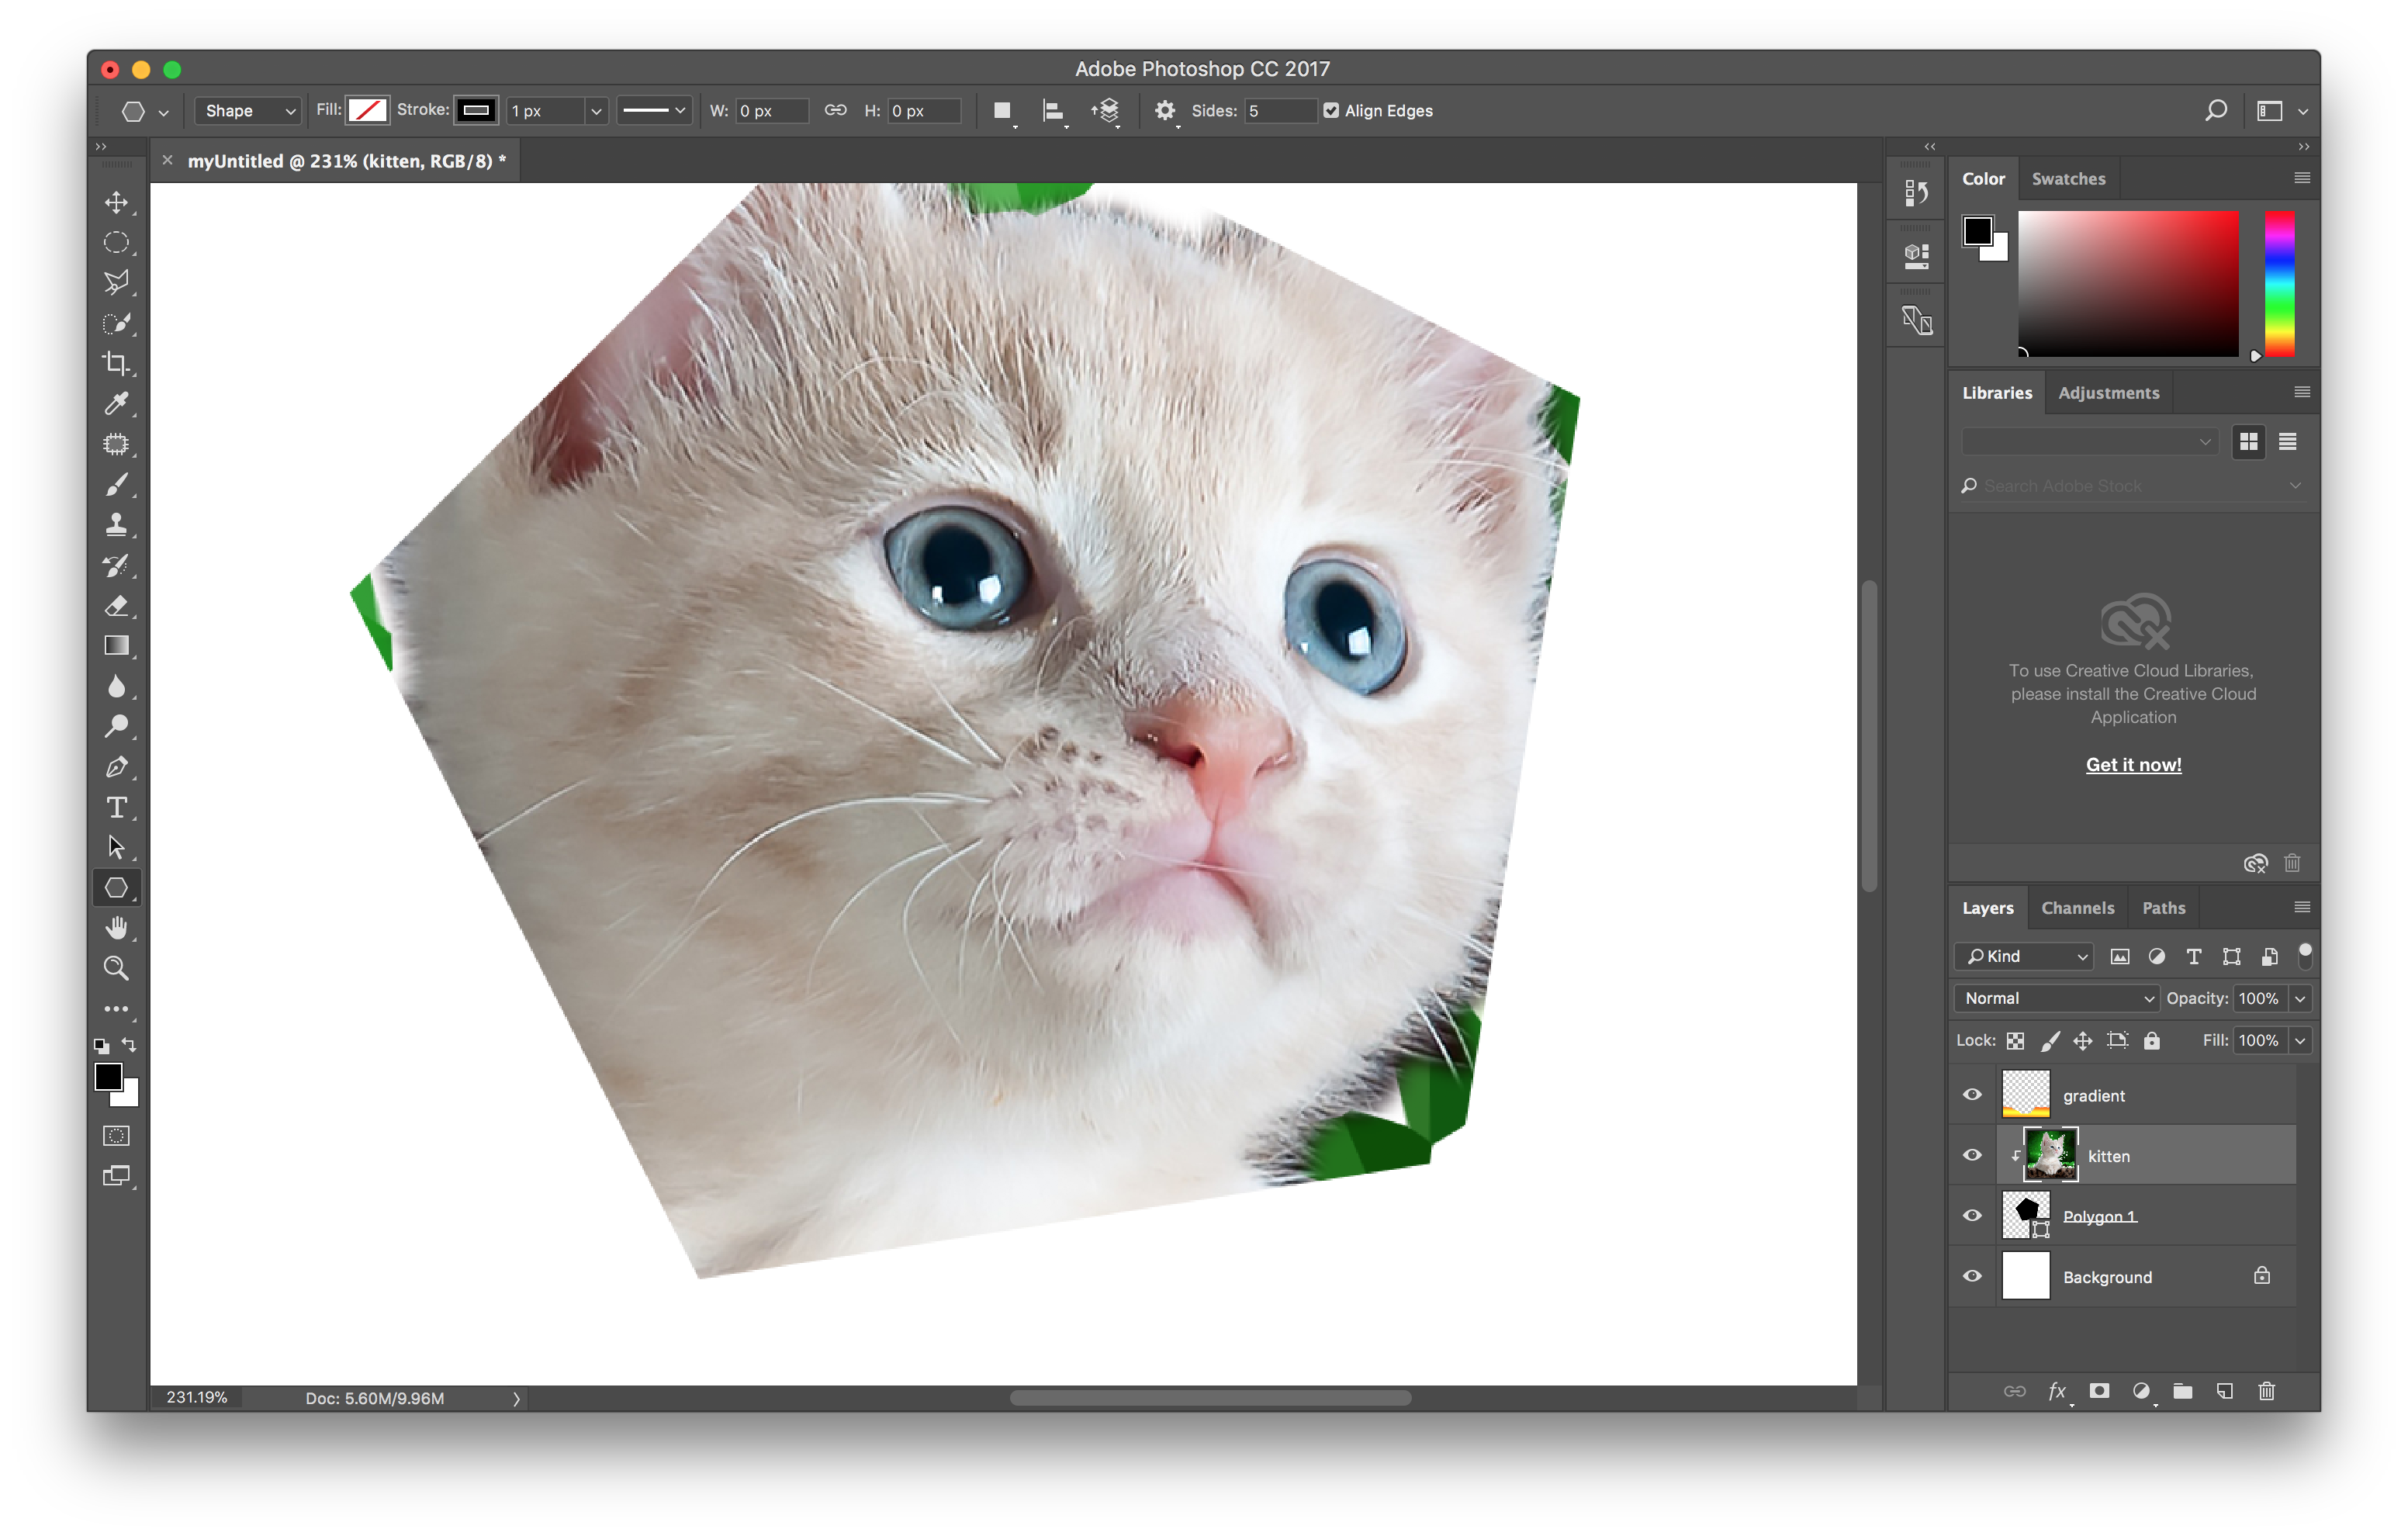 Adobe Photoshop CC 2017
Shape Fill: Stroke: 1 px W: 0 px H: 0 px Sides: 5 Align Edges
myUntitled @ 231% (kitten, RGB/8) *
Color Swatches
Libraries Adjustments
Search Adobe Stock
To use Creative Cloud Libraries,
please install the Creative Cloud
Application
Get it now!
Layers Channels Paths
Kind
Normal Opacity: 100%
Lock: Fill: 100%
gradient
kitten
Polygon 1
Background
231.19% Doc: 5.60M/9.96M
fx